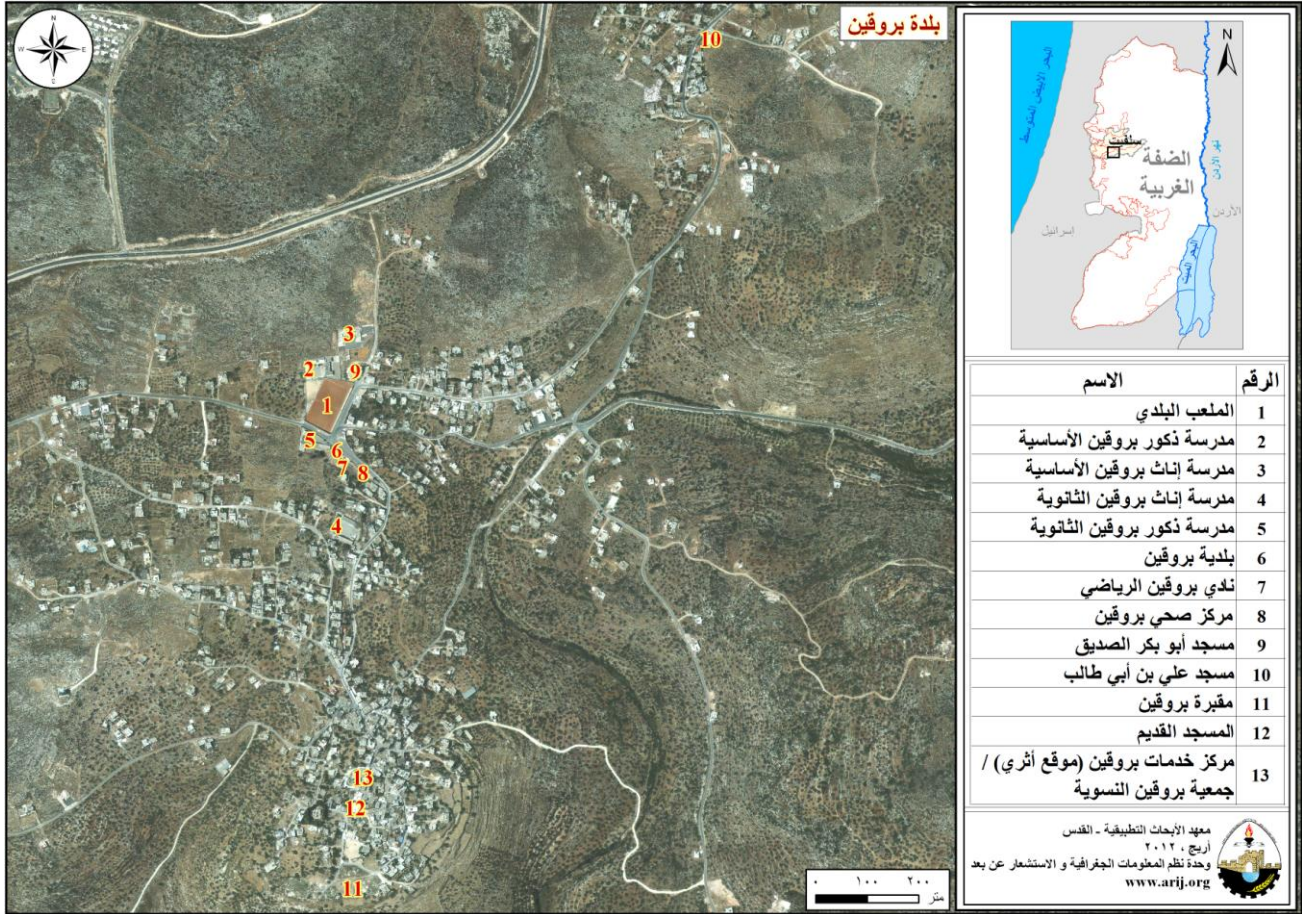 بلدة بروقين
N
E
S
W
10
3
2
9
1
5
6
7
8
4
13
12
11
٠ ١٠٠ ٢٠٠
متر
N
البحر الابيض المتوسط
سلفيت
الضفة
الغربية
نهر الأردن
الأردن
إسرائيل
البحر الميت
الرقم الاسم
1 الملعب البلدي
2 مدرسة ذكور بروقين الأساسية
3 مدرسة إناث بروقين الأساسية
4 مدرسة إناث بروقين الثانوية
5 مدرسة ذكور بروقين الثانوية
6 بلدية بروقين
7 نادي بروقين الرياضي
8 مركز صحي بروقين
9 مسجد أبو بكر الصديق
10 مسجد علي بن أبي طالب
11 مقبرة بروقين
12 المسجد القديم
13 مركز خدمات بروقين (موقع أثري) /
جمعية بروقين النسوية
معهد الأبحاث التطبيقية - القدس
أريج ، ٢٠١٢
وحدة نظم المعلومات الجغرافية و الاستشعار عن بعد
www.arij.org